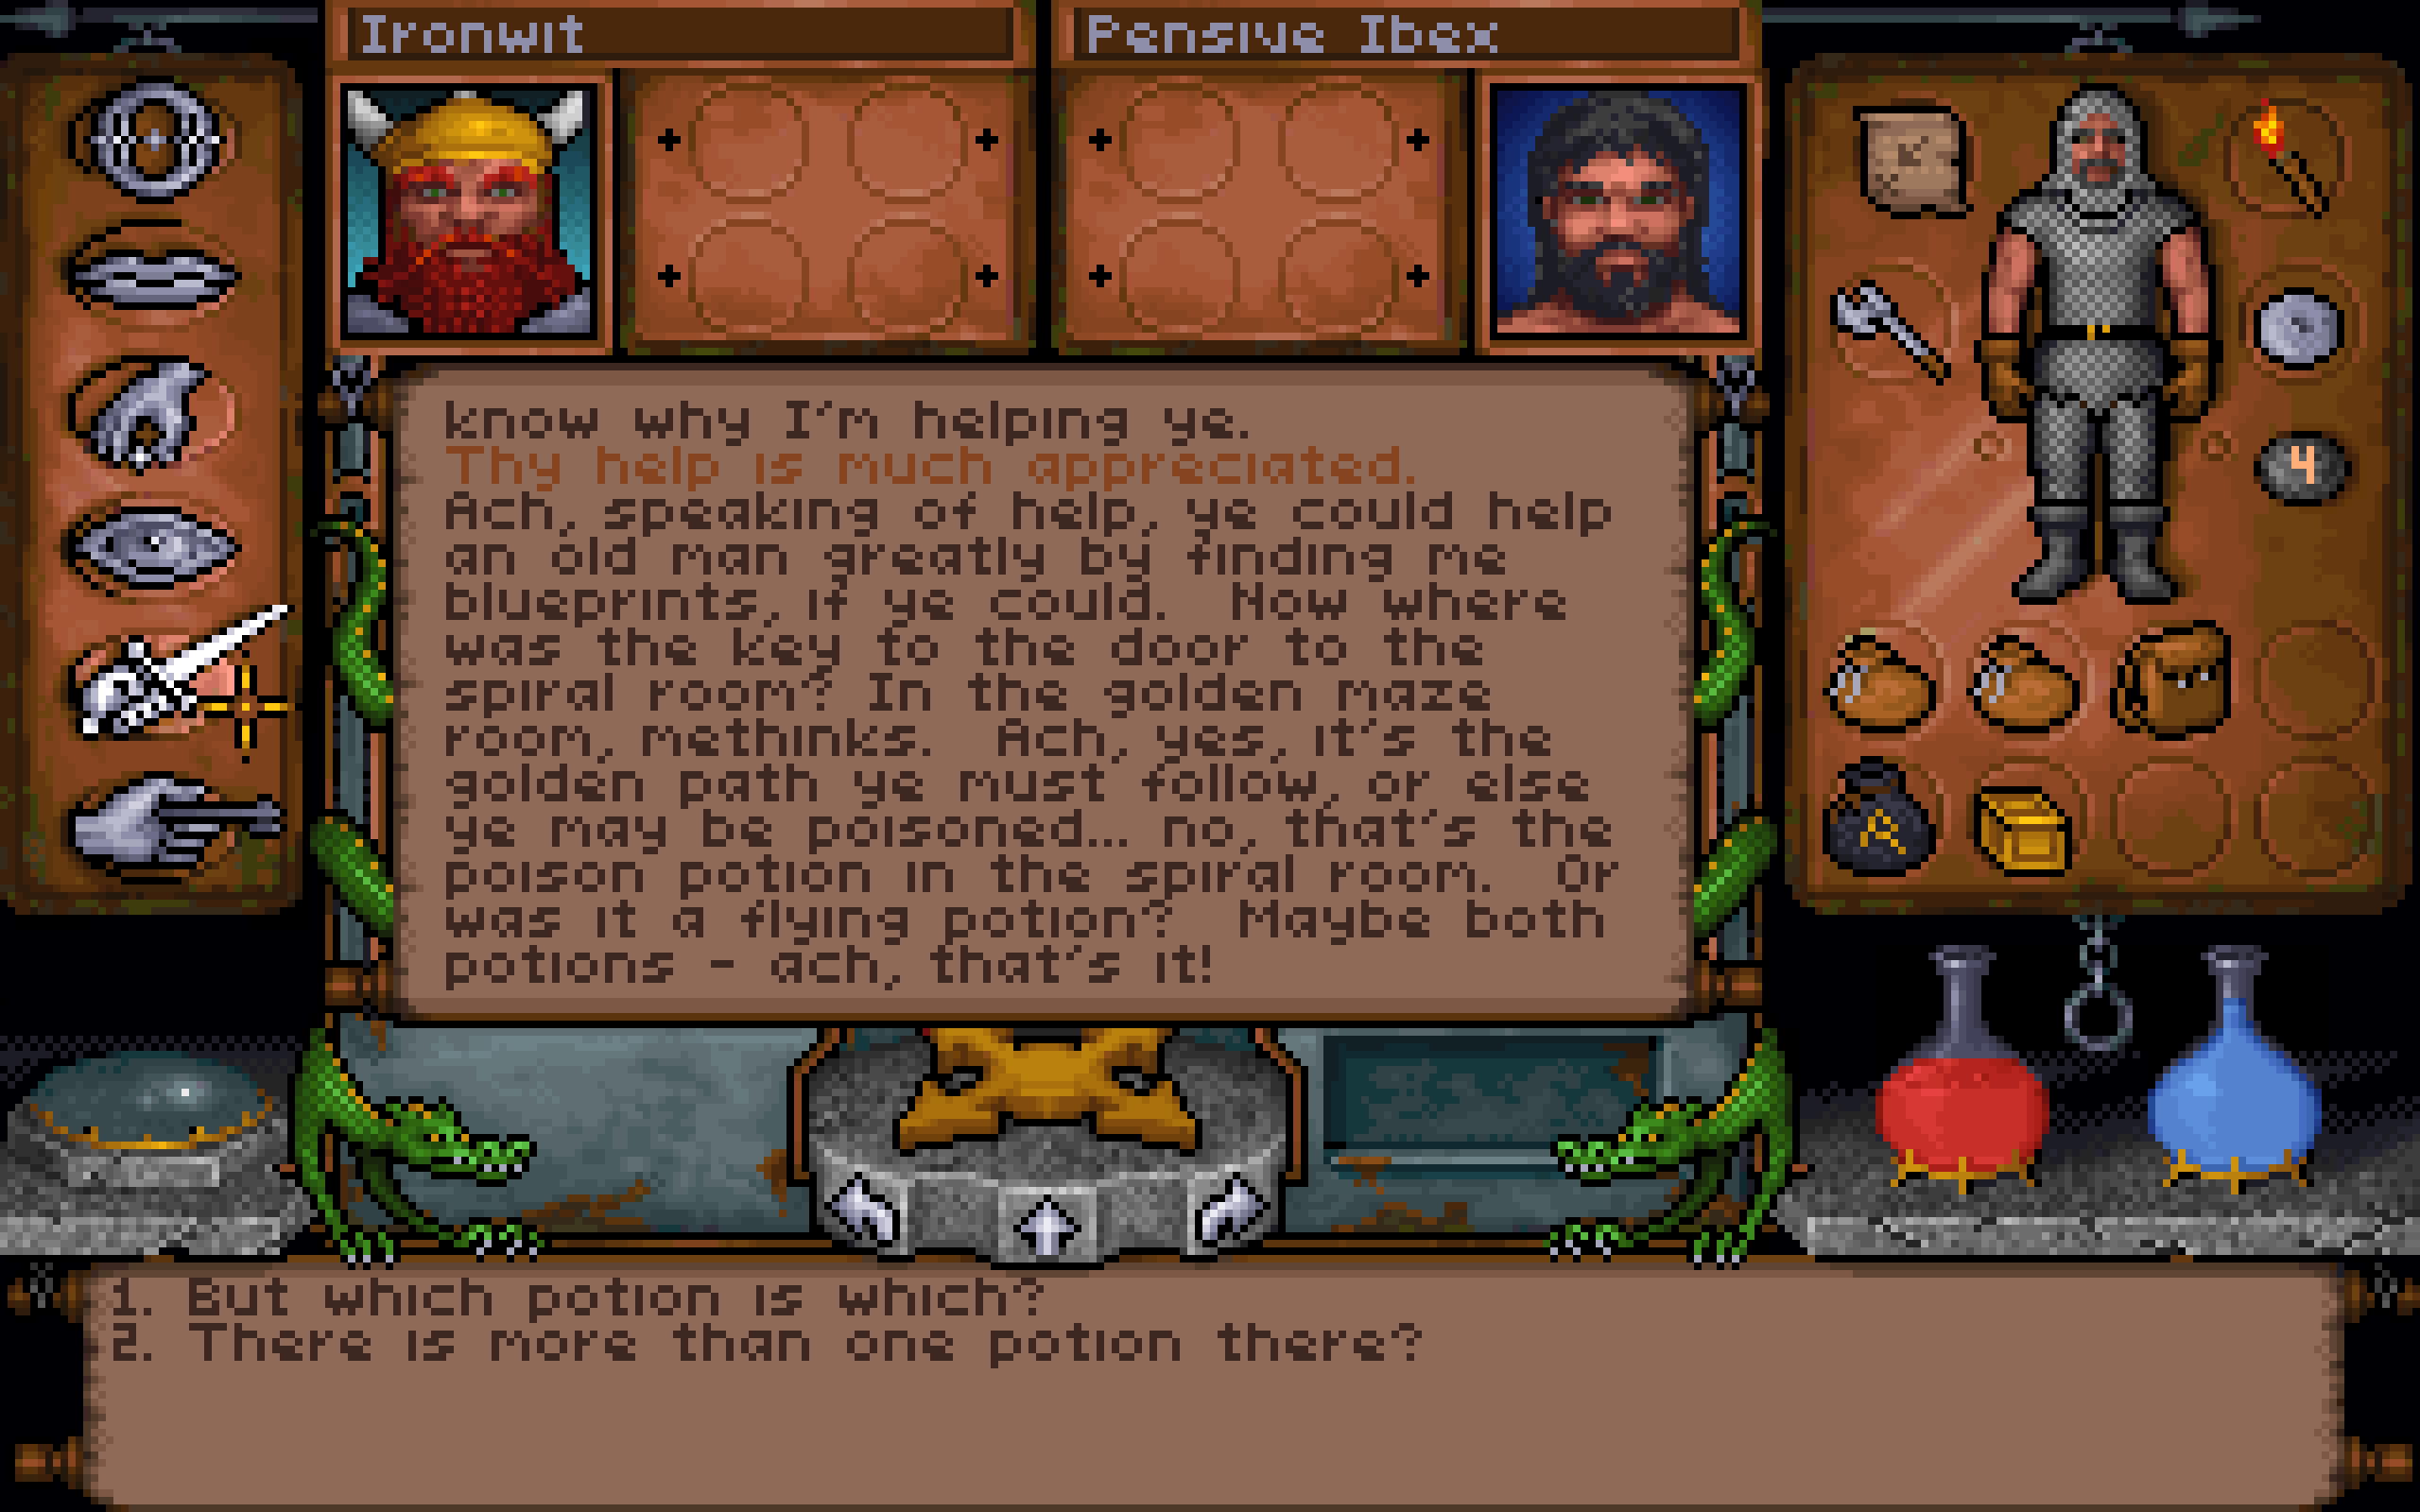 Ironwit
Pensive Ibex
know why I'm helping ye.
Thy help is much appreciated.
Ach, speaking of help, ye could help
an old man greatly by finding me
blueprints, if ye could. Now where
was the key to the door to the
spiral room? In the golden maze
room, methinks. Ach, yes, it's the
golden path ye must follow, or else
ye may be poisoned... no, that's the
poison potion in the spiral room. Or
was it a flying potion? Maybe both
potions - ach, that's it!
4
1. But which potion is which?
2. There is more than one potion there?